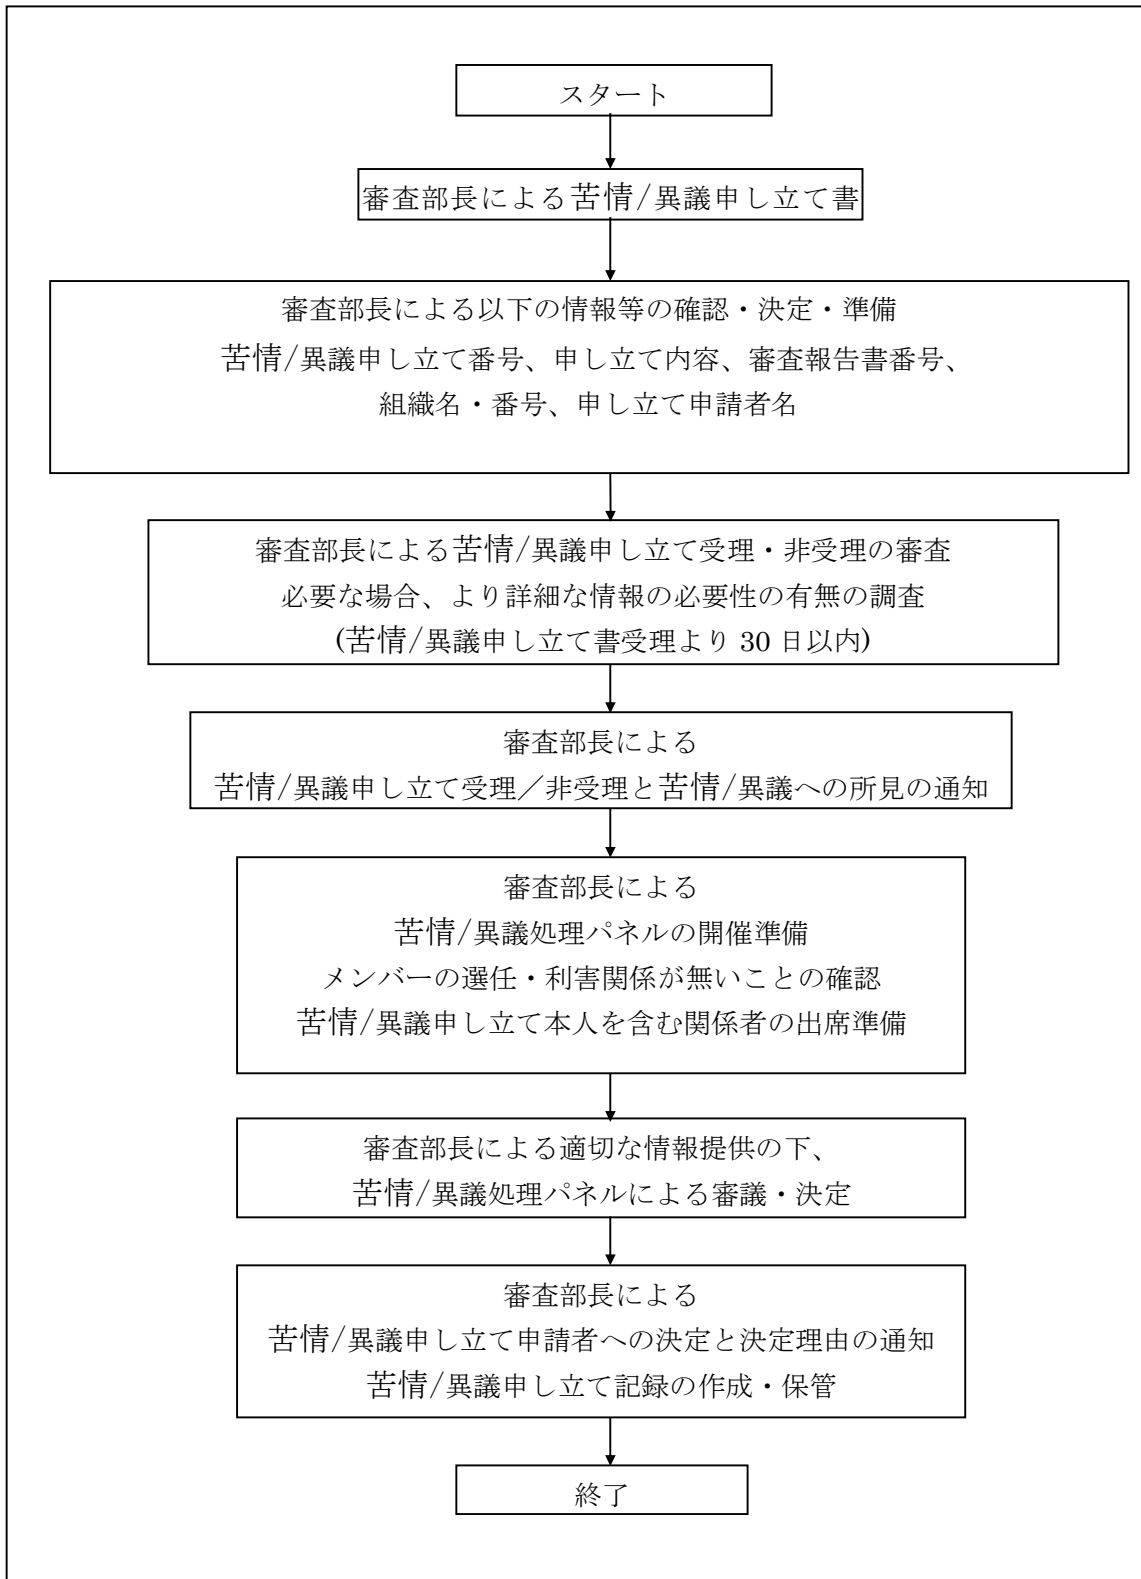 スタート
審査部長による苦情/異議申し立て書
審査部長による以下の情報等の確認・決定・準備
苦情/異議申し立て番号、申し立て内容、審査報告書番号、
組織名・番号、申し立て申請者名
審査部長による苦情/異議申し立て受理・非受理の審査
必要な場合、より詳細な情報の必要性の有無の調査
(苦情/異議申し立て書受理より 30 日以内)
審査部長による
苦情/異議申し立て受理／非受理と苦情/異議への所見の通知
審査部長による
苦情/異議処理パネルの開催準備
メンバーの選任・利害関係が無いことの確認
苦情/異議申し立て本人を含む関係者の出席準備
審査部長による適切な情報提供の下、
苦情/異議処理パネルによる審議・決定
審査部長による
苦情/異議申し立て申請者への決定と決定理由の通知
苦情/異議申し立て記録の作成・保管
終了